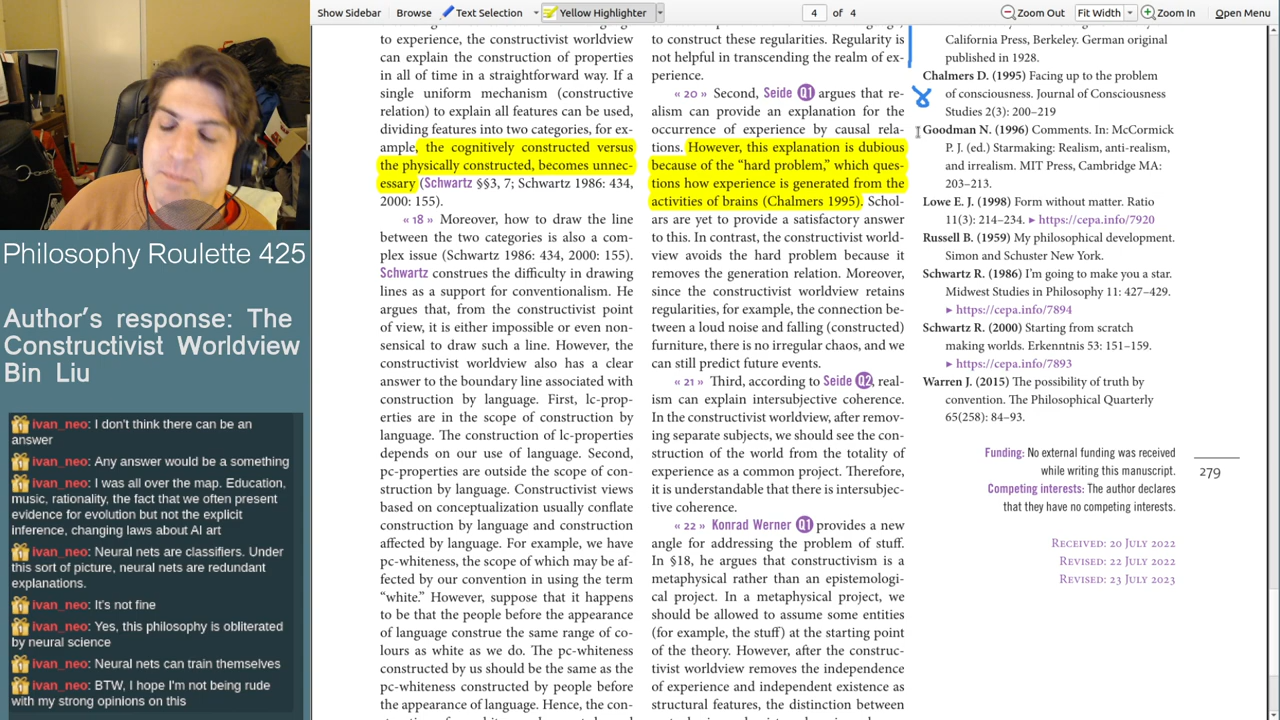 Show Sidebar Browse Text Selection Yellow Highlighter 4 of 4 Zoom Out Fit Width Zoom In Open Menu
Philosophy Roulette 425
Author's response: The
Constructivist Worldview
Bin Liu
ivan_neo: I don't think there can be an
answer
ivan_neo: Any answer would be a something
ivan_neo: I was all over the map. Education,
music, rationality, the fact that we often present
evidence for evolution but not the explicit
inference, changing laws about AI art
ivan_neo: Neural nets are classifiers. Under
this sort of picture, neural nets are redundant
explanations.
ivan_neo: It's not fine
ivan_neo: Yes, this philosophy is obliterated
by neural science
ivan_neo: Neural nets can train themselves
ivan_neo: BTW, I hope I'm not being rude
with my strong opinions on this
to experience, the constructivist worldview
can explain the construction of properties
in all of time in a straightforward way. If a
single uniform mechanism (constructive
relation) to explain all features can be used,
dividing features into two categories, for ex-
ample, the cognitively constructed versus
the physically constructed, becomes unnec-
essary (Schwartz §§3, 7; Schwartz 1986: 434,
2000: 155).
« 18 » Moreover, how to draw the line
between the two categories is also a com-
plex issue (Schwartz 1986: 434, 2000: 155).
Schwartz construes the difficulty in drawing
lines as a support for conventionalism. He
argues that, from the constructivist point
of view, it is either impossible or even non-
sensical to draw such a line. However, the
constructivist worldview also has a clear
answer to the boundary line associated with
construction by language. First, lc-prop-
erties are in the scope of construction by
language. The construction of lc-properties
depends on our use of language. Second,
pc-properties are outside the scope of con-
struction by language. Constructivist views
based on conceptualization usually conflate
construction by language and construction
affected by language. For example, we have
pc-whiteness, the scope of which may be af-
fected by our convention in using the term
“white.” However, suppose that it happens
to be that the people before the appearance
of language construe the same range of co-
lours as white as we do. The pc-whiteness
constructed by us should be the same as the
pc-whiteness constructed by people before
the appearance of language. Hence, the con-
to construct these regularities. Regularity is
not helpful in transcending the realm of ex-
perience.
« 20 » Second, Seide Q1 argues that re-
alism can provide an explanation for the
occurrence of experience by causal rela-
tions. However, this explanation is dubious
because of the “hard problem,” which ques-
tions how experience is generated from the
activities of brains (Chalmers 1995). Schol-
ars are yet to provide a satisfactory answer
to this. In contrast, the constructivist world-
view avoids the hard problem because it
removes the generation relation. Moreover,
since the constructivist worldview retains
regularities, for example, the connection be-
tween a loud noise and falling (constructed)
furniture, there is no irregular chaos, and we
can still predict future events.
« 21 » Third, according to Seide Q2, real-
ism can explain intersubjective coherence.
In the constructivist worldview, after remov-
ing separate subjects, we should see the con-
struction of the world from the totality of
experience as a common project. Therefore,
it is understandable that there is intersubjec-
tive coherence.
« 22 » Konrad Werner Q1 provides a new
angle for addressing the problem of stuff.
In §18, he argues that constructivism is a
metaphysical rather than an epistemologi-
cal project. In a metaphysical project, we
should be allowed to assume some entities
(for example, the stuff) at the starting point
of the theory. However, after the construc-
tivist worldview removes the independence
of experience and independent existence as
structural features, the distinction between
California Press, Berkeley. German original
published in 1928.
Chalmers D. (1995) Facing up to the problem
of consciousness. Journal of Consciousness
Studies 2(3): 200–219
Goodman N. (1996) Comments. In: McCormick
P. J. (ed.) Starmaking: Realism, anti-realism,
and irrealism. MIT Press, Cambridge MA:
203–213.
Lowe E. J. (1998) Form without matter. Ratio
11(3): 214–234. ▸ https://cepa.info/7920
Russell B. (1959) My philosophical development.
Simon and Schuster New York.
Schwartz R. (1986) I'm going to make you a star.
Midwest Studies in Philosophy 11: 427–429.
▸ https://cepa.info/7894
Schwartz R. (2000) Starting from scratch
making worlds. Erkenntnis 53: 151–159.
▸ https://cepa.info/7893
Warren J. (2015) The possibility of truth by
convention. The Philosophical Quarterly
65(258): 84–93.
Funding: No external funding was received
while writing this manuscript.
Competing interests: The author declares
that they have no competing interests.
279
Received: 20 July 2022
Revised: 22 July 2022
Revised: 23 July 2023